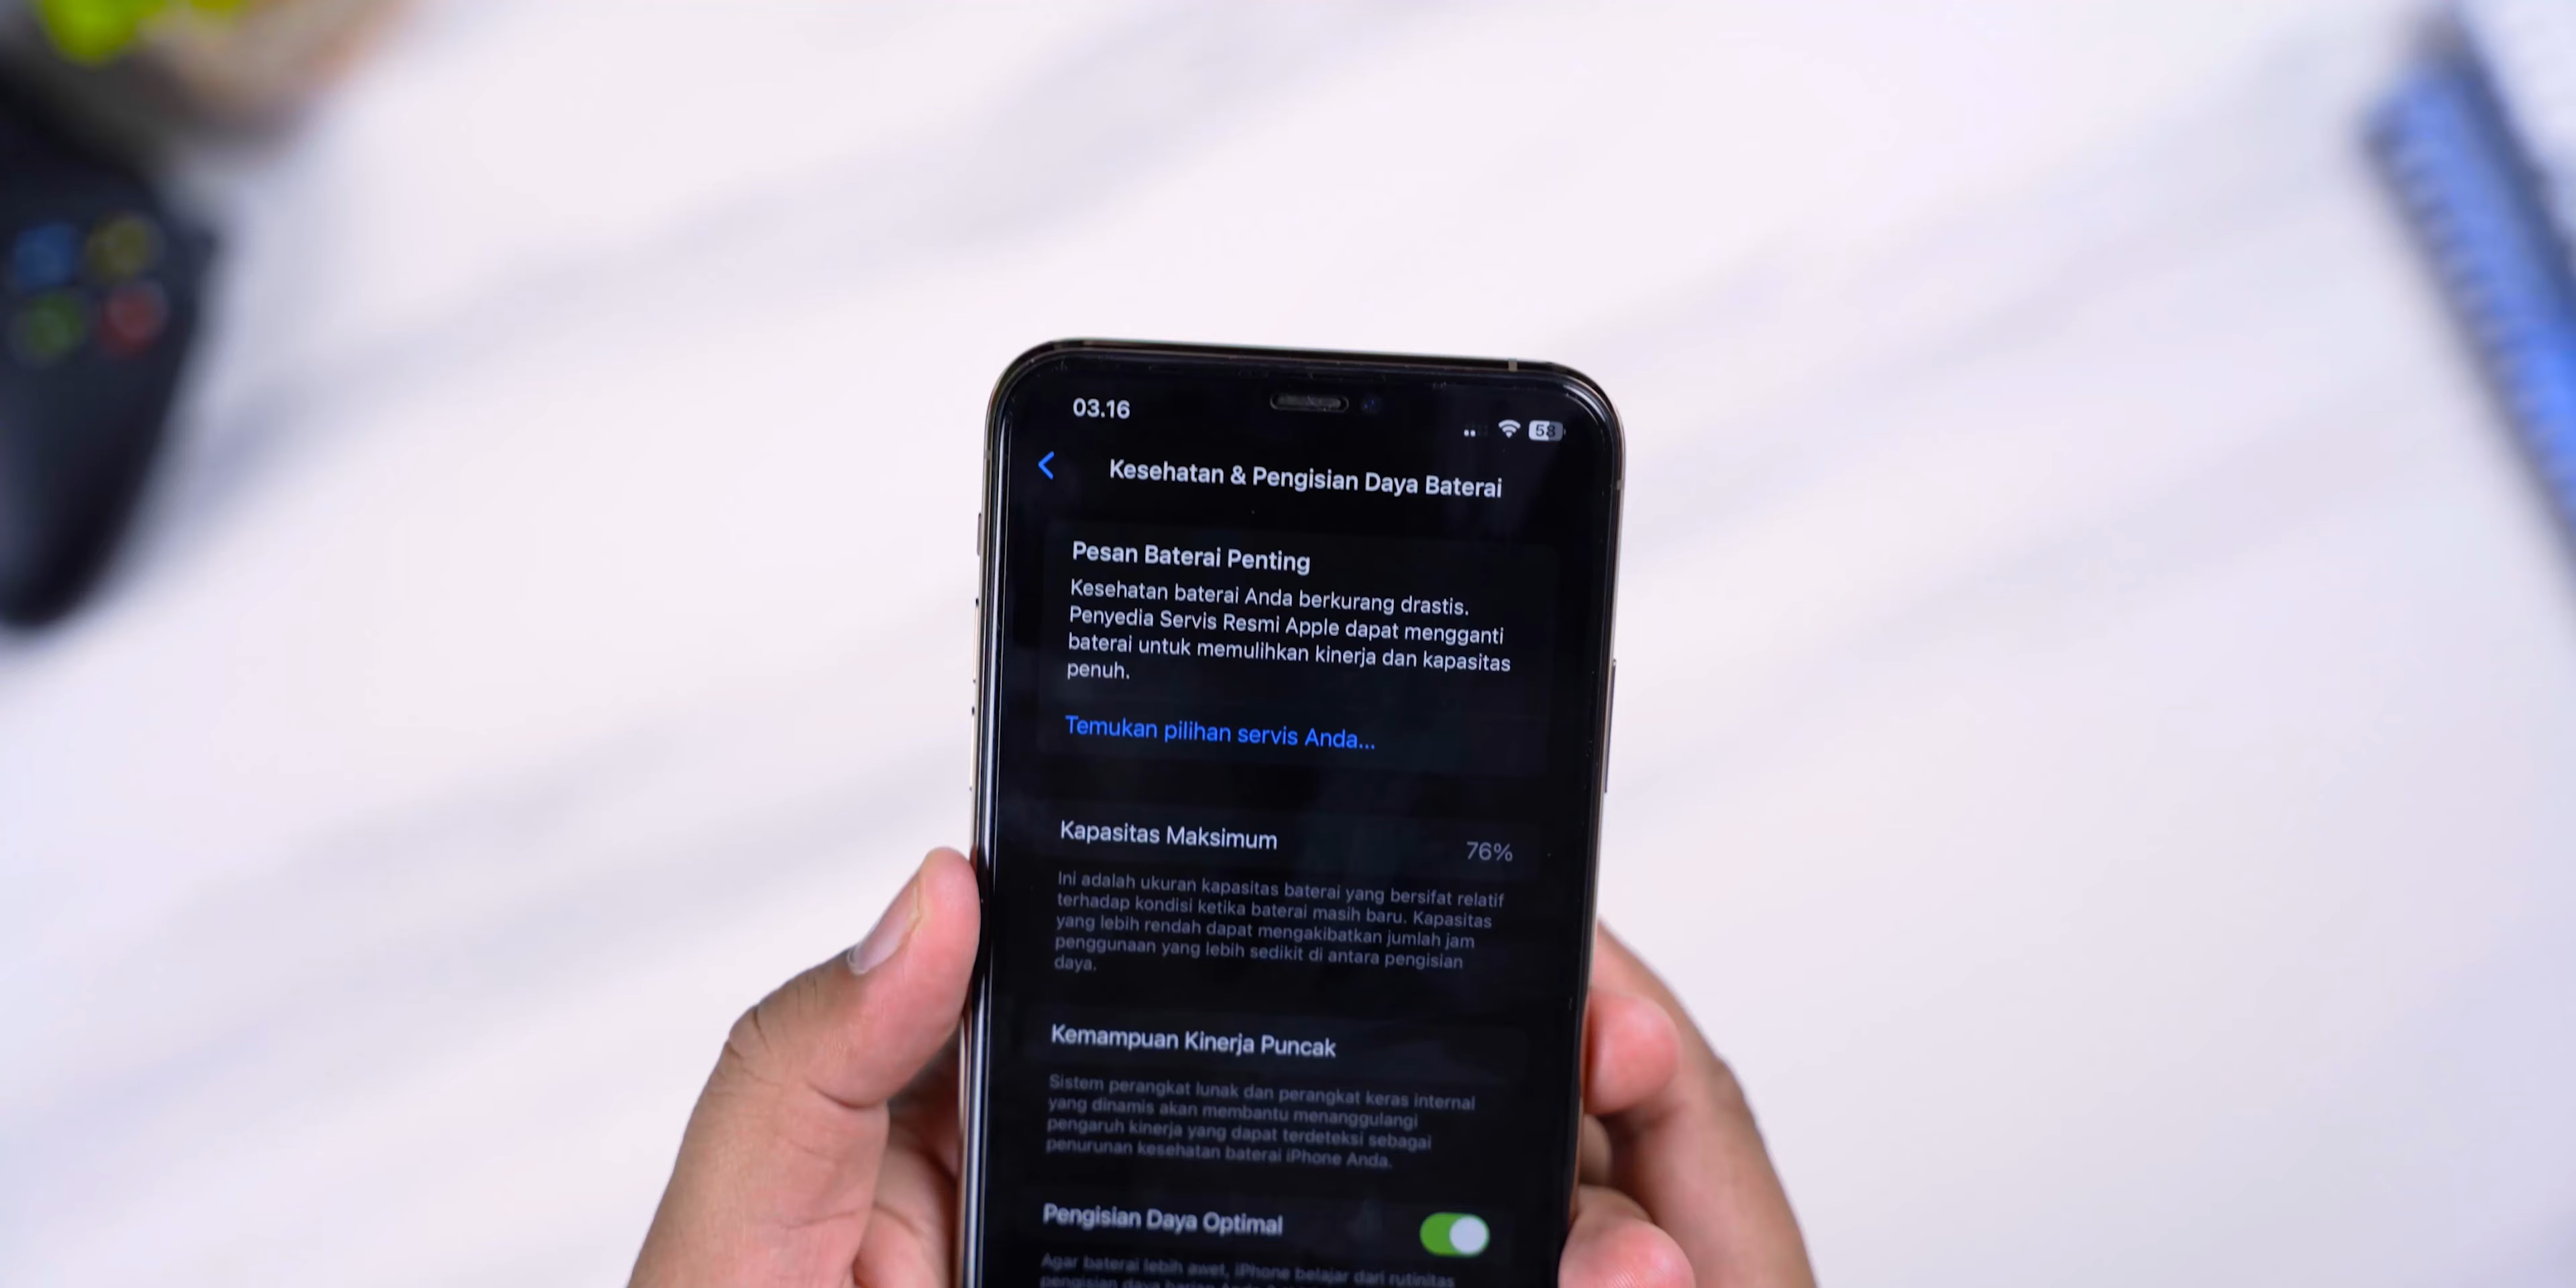 03.16
58
Kesehatan & Pengisian Daya Baterai
Pesan Baterai Penting
Kesehatan baterai Anda berkurang drastis.
Penyedia Servis Resmi Apple dapat mengganti
baterai untuk memulihkan kinerja dan kapasitas
penuh.
Temukan pilihan servis Anda...
Kapasitas Maksimum
76%
Ini adalah ukuran kapasitas baterai yang bersifat relatif
terhadap kondisi ketika baterai masih baru. Kapasitas
yang lebih rendah dapat mengakibatkan jumlah jam
penggunaan yang lebih sedikit di antara pengisian
daya.
Kemampuan Kinerja Puncak
Sistem perangkat lunak dan perangkat keras internal
yang dinamis akan membantu menanggulangi
pengaruh kinerja yang dapat terdeteksi sebagai
penurunan kesehatan baterai iPhone Anda.
Pengisian Daya Optimal
Agar baterai lebih awet, iPhone belajar dari rutinitas
pengisian daya harian Anda